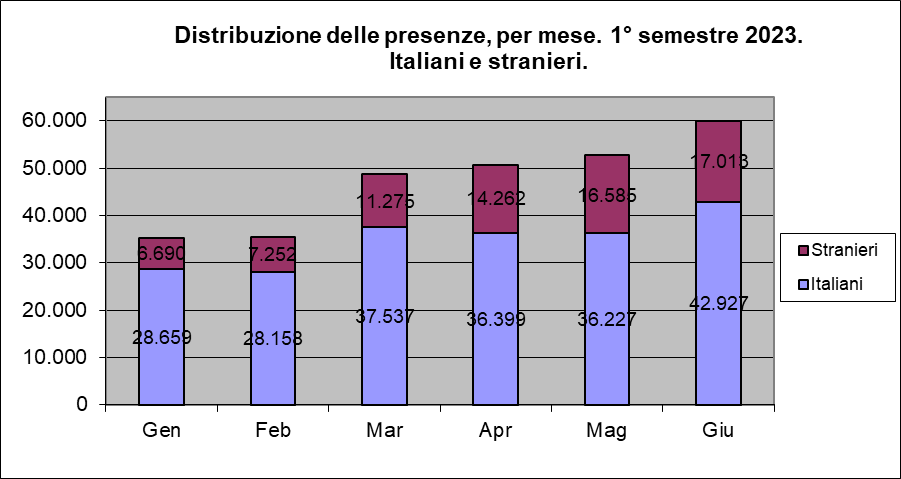 Distribuzione delle presenze, per mese. 1° semestre 2023.
Italiani e stranieri.
60.000
50.000
40.000
30.000
20.000
10.000
0
6.690
7.252
11.275
14.262
16.585
17.013
28.659
28.158
37.537
36.399
36.227
42.927
Gen
Feb
Mar
Apr
Mag
Giu
Stranieri
Italiani